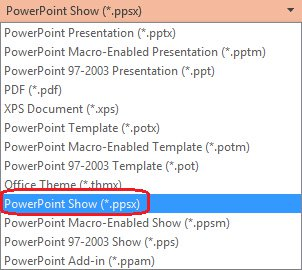 PowerPoint Show (*.ppsx)
PowerPoint Presentation (*.pptx)
PowerPoint Macro-Enabled Presentation (*.pptm)
PowerPoint 97-2003 Presentation (*.ppt)
PDF (*.pdf)
XPS Document (*.xps)
PowerPoint Template (*.potx)
PowerPoint Macro-Enabled Template (*.potm)
PowerPoint 97-2003 Template (*.pot)
Office Theme (*.thmx)
PowerPoint Show (*.ppsx)
PowerPoint Macro-Enabled Show (*.ppsm)
PowerPoint 97-2003 Show (*.pps)
PowerPoint Add-in (*.ppam)